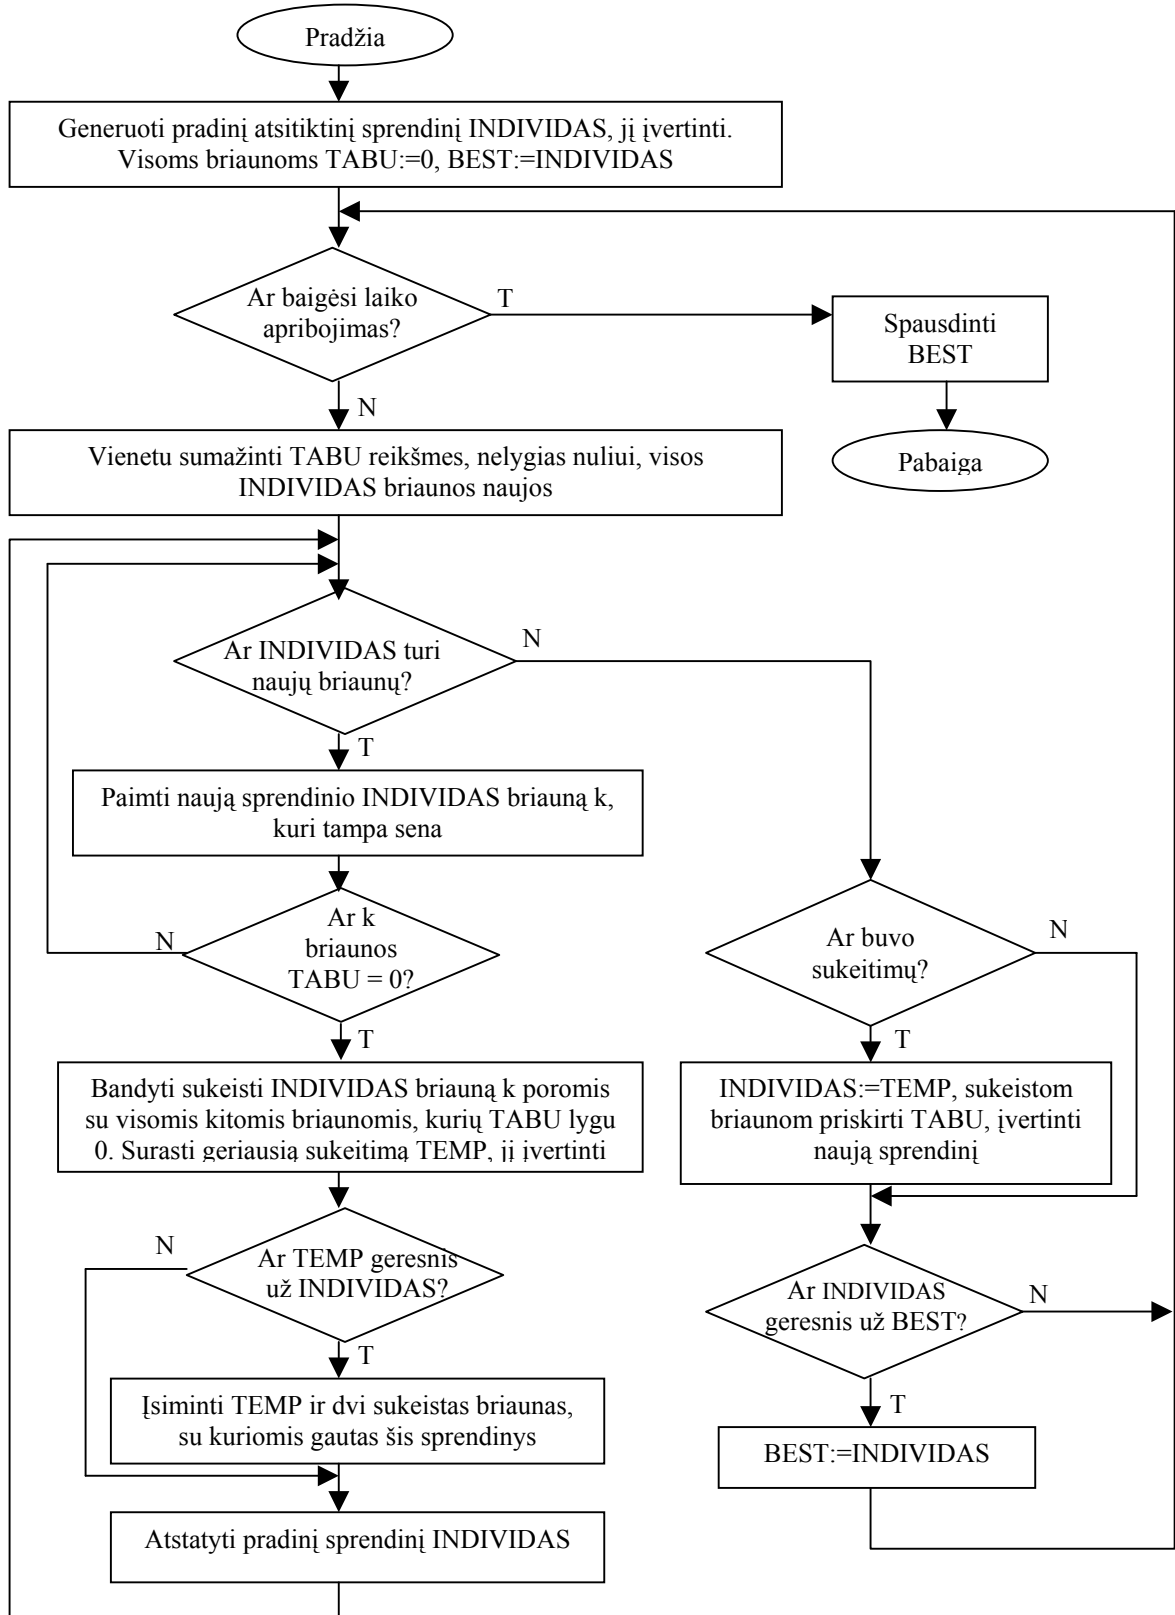 Pradžia
Generuoti pradinį atsitiktinį sprendinį INDIVIDAS, jį įvertinti.
Visoms briaunoms TABU:=0, BEST:=INDIVIDAS
Ar baigėsi laiko
apribojimas?
T
Spausdinti
BEST
N
Pabaiga
Vienetu sumažinti TABU reikšmes, nelygias nuliui, visos
INDIVIDAS briaunos naujos
Ar INDIVIDAS turi
naujų briaunų?
N
T
Paimti naują sprendinio INDIVIDAS briauną k,
kuri tampa sena
Ar k
briaunos
TABU = 0?
N
T
Ar buvo
sukeitimų?
N
T
Bandyti sukeisti INDIVIDAS briauną k poromis
su visomis kitomis briaunomis, kurių TABU lygu
0. Surasti geriausią sukeitimą TEMP, jį įvertinti
INDIVIDAS:=TEMP, sukeistom
briaunom priskirti TABU, įvertinti
naują sprendinį
N
Ar TEMP geresnis
už INDIVIDAS?
T
Ar INDIVIDAS
geresnis už BEST?
N
T
Įsiminti TEMP ir dvi sukeistas briaunas,
su kuriomis gautas šis sprendinys
BEST:=INDIVIDAS
Atstatyti pradinį sprendinį INDIVIDAS